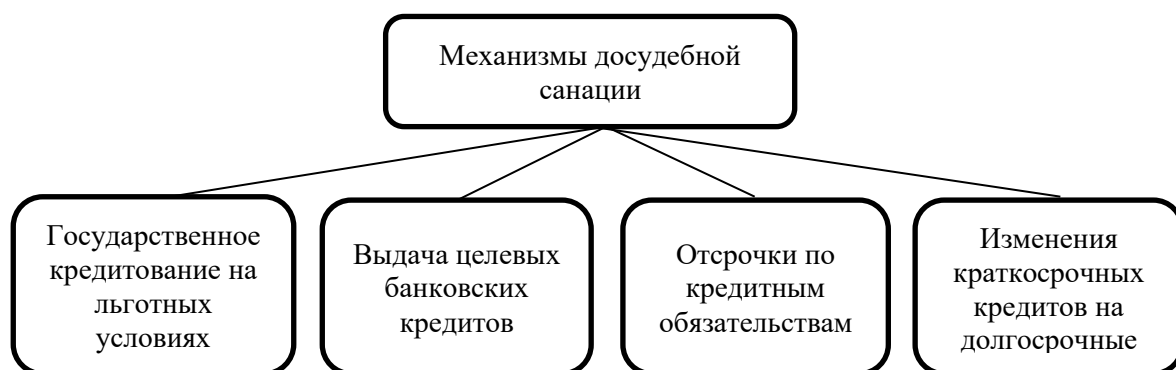 Механизмы досудебной
санации
Государственное
кредитование на
льготных
условиях
Выдача целевых
банковских
кредитов
Отсрочки по
кредитным
обязательствам
Изменения
краткосрочных
кредитов на
долгосрочные